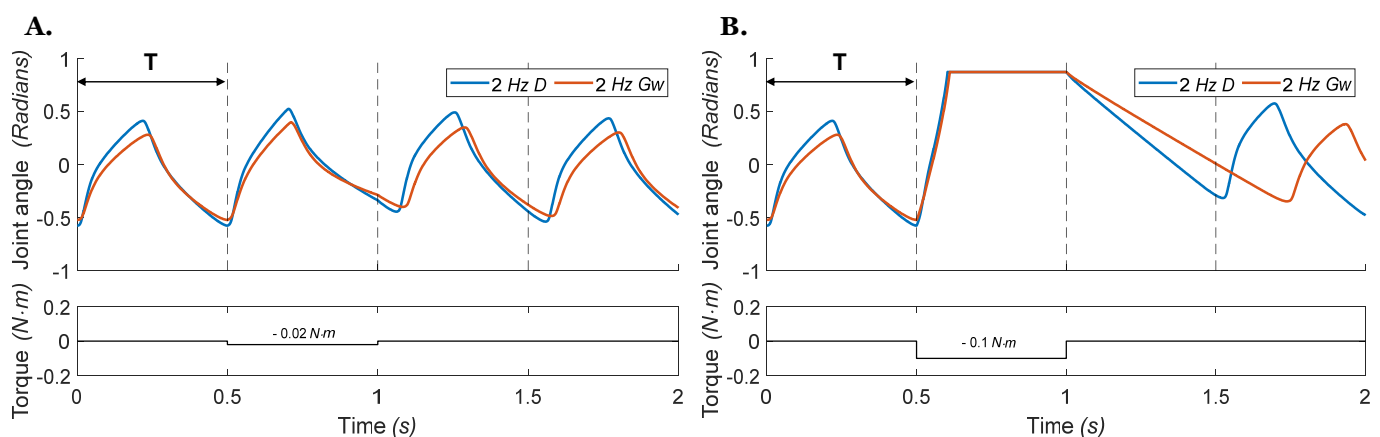 A.
T
2 Hz D 2 Hz Gw
Joint angle (Radians)
1
0.5
0
-0.5
-1
Torque (N·m)
0.2
0
-0.2
- 0.02 N·m
0 0.5 1 1.5 2
Time (s)
B.
T
2 Hz D 2 Hz Gw
Joint angle (Radians)
1
0.5
0
-0.5
-1
Torque (N·m)
0.2
0
-0.2
- 0.1 N·m
0 0.5 1 1.5 2
Time (s)